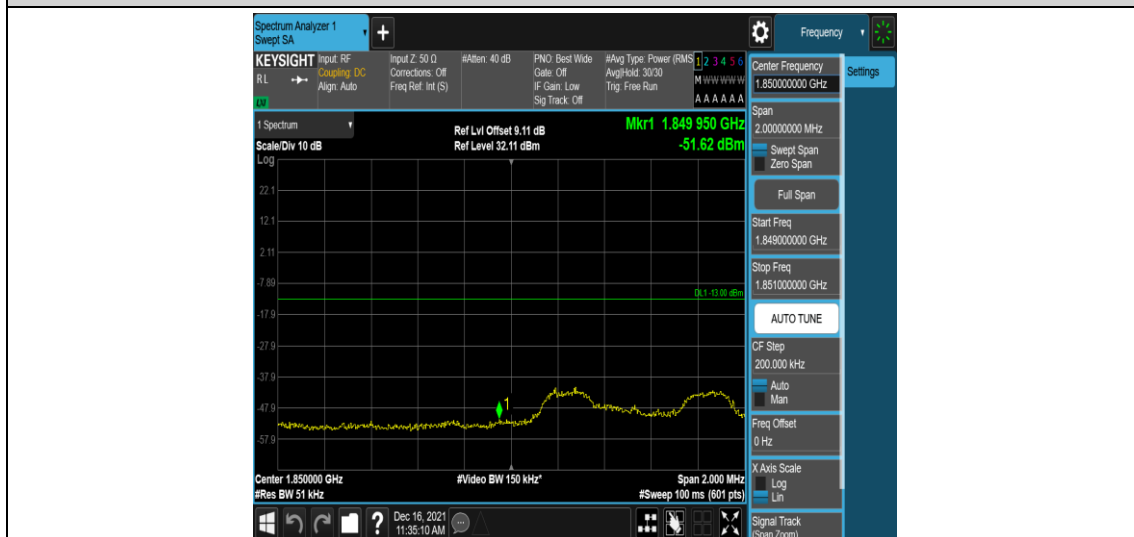 Spectrum Analyzer 1
Swept SA
+
Frequency
KEYSIGHT
RL
LXI
Input: RF
Coupling: DC
Align: Auto
Input Z: 50 Ω
Corrections: Off
Freq Ref: Int (S)
#Atten: 40 dB
PNO: Best Wide
Gate: Off
IF Gain: Low
Sig Track: Off
#Avg Type: Power (RMS
Avg|Hold: 30/30
Trig: Free Run
1 2 3 4 5 6
M W W W W W
A A A A A A
1 Spectrum
Scale/Div 10 dB
Log
Ref Lvl Offset 9.11 dB
Ref Level 32.11 dBm
Mkr1 1.849 950 GHz
-51.62 dBm
22.1
12.1
2.11
-7.89
-17.9
-27.9
-37.9
-47.9
-57.9
DL1 -13.00 dBm
1
Center 1.850000 GHz
#Res BW 51 kHz
#Video BW 150 kHz*
Span 2.000 MHz
#Sweep 100 ms (601 pts)
Dec 16, 2021
11:35:10 AM
?
Center Frequency
1.850000000 GHz
Settings
Span
2.00000000 MHz
Swept Span
Zero Span
Full Span
Start Freq
1.849000000 GHz
Stop Freq
1.851000000 GHz
AUTO TUNE
CF Step
200.000 kHz
Auto
Man
Freq Offset
0 Hz
X Axis Scale
Log
Lin
Signal Track
(Span Zoom)